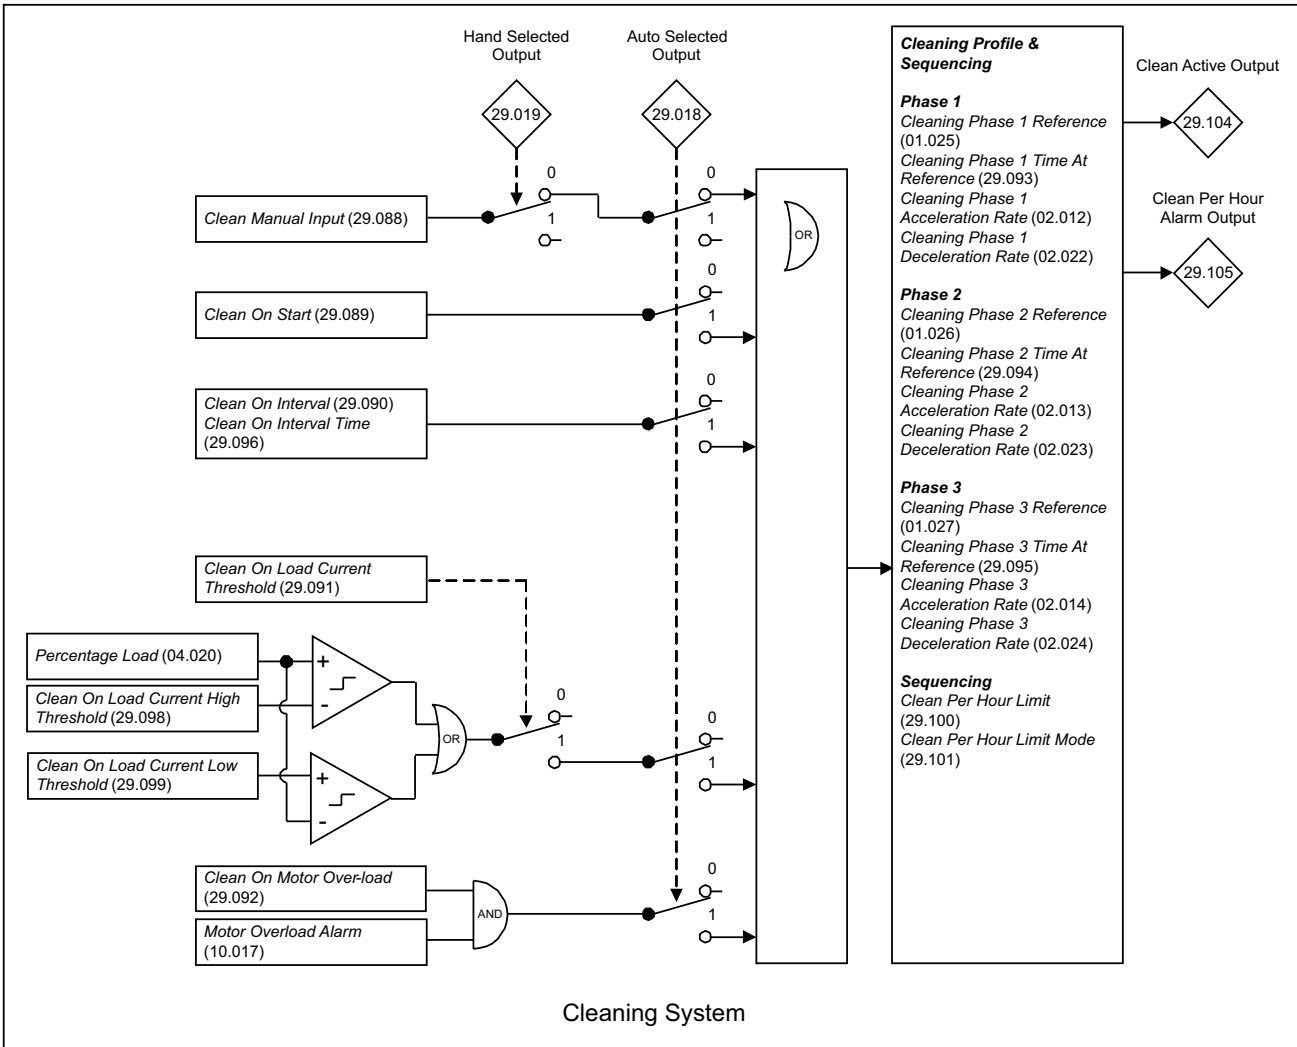 Hand Selected
Output
Auto Selected
Output
29.019
29.018
0
1
0
1
Clean Manual Input (29.088)
OR
0
1
Clean On Start (29.089)
0
1
Clean On Interval (29.090)
Clean On Interval Time
(29.096)
Clean On Load Current
Threshold (29.091)
Percentage Load (04.020)
+
-
Clean On Load Current High
Threshold (29.098)
Clean On Load Current Low
Threshold (29.099)
+
-
OR
0
1
0
1
Clean On Motor Over-load
(29.092)
Motor Overload Alarm
(10.017)
AND
0
1
Cleaning Profile &
Sequencing
Phase 1
Cleaning Phase 1 Reference
(01.025)
Cleaning Phase 1 Time At
Reference (29.093)
Cleaning Phase 1
Acceleration Rate (02.012)
Cleaning Phase 1
Deceleration Rate (02.022)
Phase 2
Cleaning Phase 2 Reference
(01.026)
Cleaning Phase 2 Time At
Reference (29.094)
Cleaning Phase 2
Acceleration Rate (02.013)
Cleaning Phase 2
Deceleration Rate (02.023)
Phase 3
Cleaning Phase 3 Reference
(01.027)
Cleaning Phase 3 Time At
Reference (29.095)
Cleaning Phase 3
Acceleration Rate (02.014)
Cleaning Phase 3
Deceleration Rate (02.024)
Sequencing
Clean Per Hour Limit
(29.100)
Clean Per Hour Limit Mode
(29.101)
Clean Active Output
29.104
Clean Per Hour
Alarm Output
29.105
Cleaning System